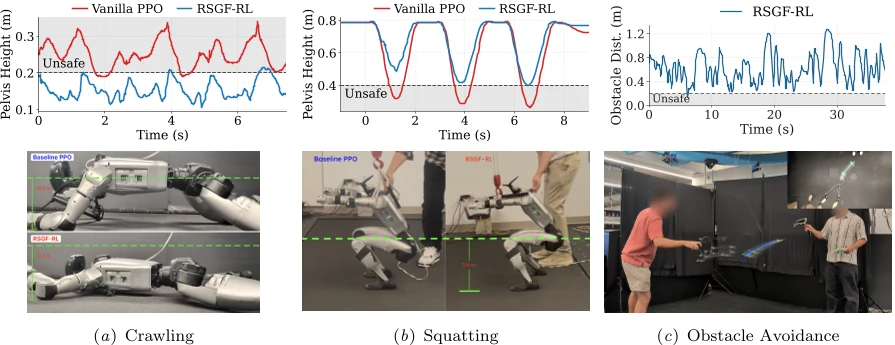 Vanilla PPO RSGF-RL
Pelvis Height (m)
0.3
0.2
0.1
Unsafe
0 2 4 6
Time (s)
Vanilla PPO RSGF-RL
Pelvis Height (m)
0.8
0.6
0.4
Unsafe
0 2 4 6 8
Time (s)
RSGF-RL
Obstacle Dist. (m)
1.2
0.8
0.4
0.0
Unsafe
0 10 20 30
Time (s)
Baseline PPO
RSGF-RL
Baseline PPO
RSGF-RL
(a) Crawling
(b) Squatting
(c) Obstacle Avoidance